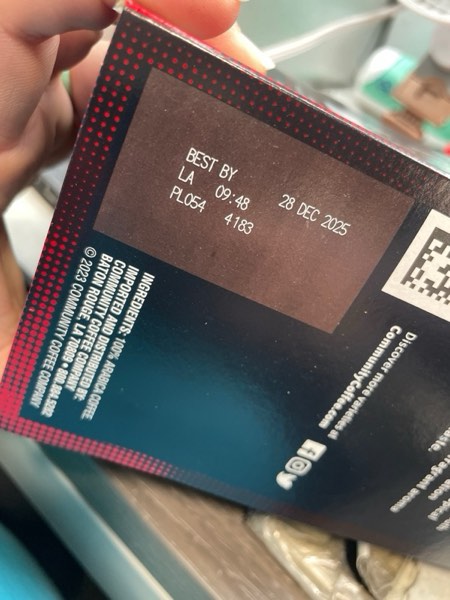 BEST BY 28 DEC 2025
LA 09:48
PL054 4183
INGREDIENTS: 100% ARABICA COFFEE.
IMPORTED AND DISTRIBUTED BY:
COMMUNITY COFFEE COMPANY
BATON ROUGE, LA 70809 •
© 2023 COMMUNITY COFFEE COMPANY
Discover more varieties at
CommunityCoffee.com